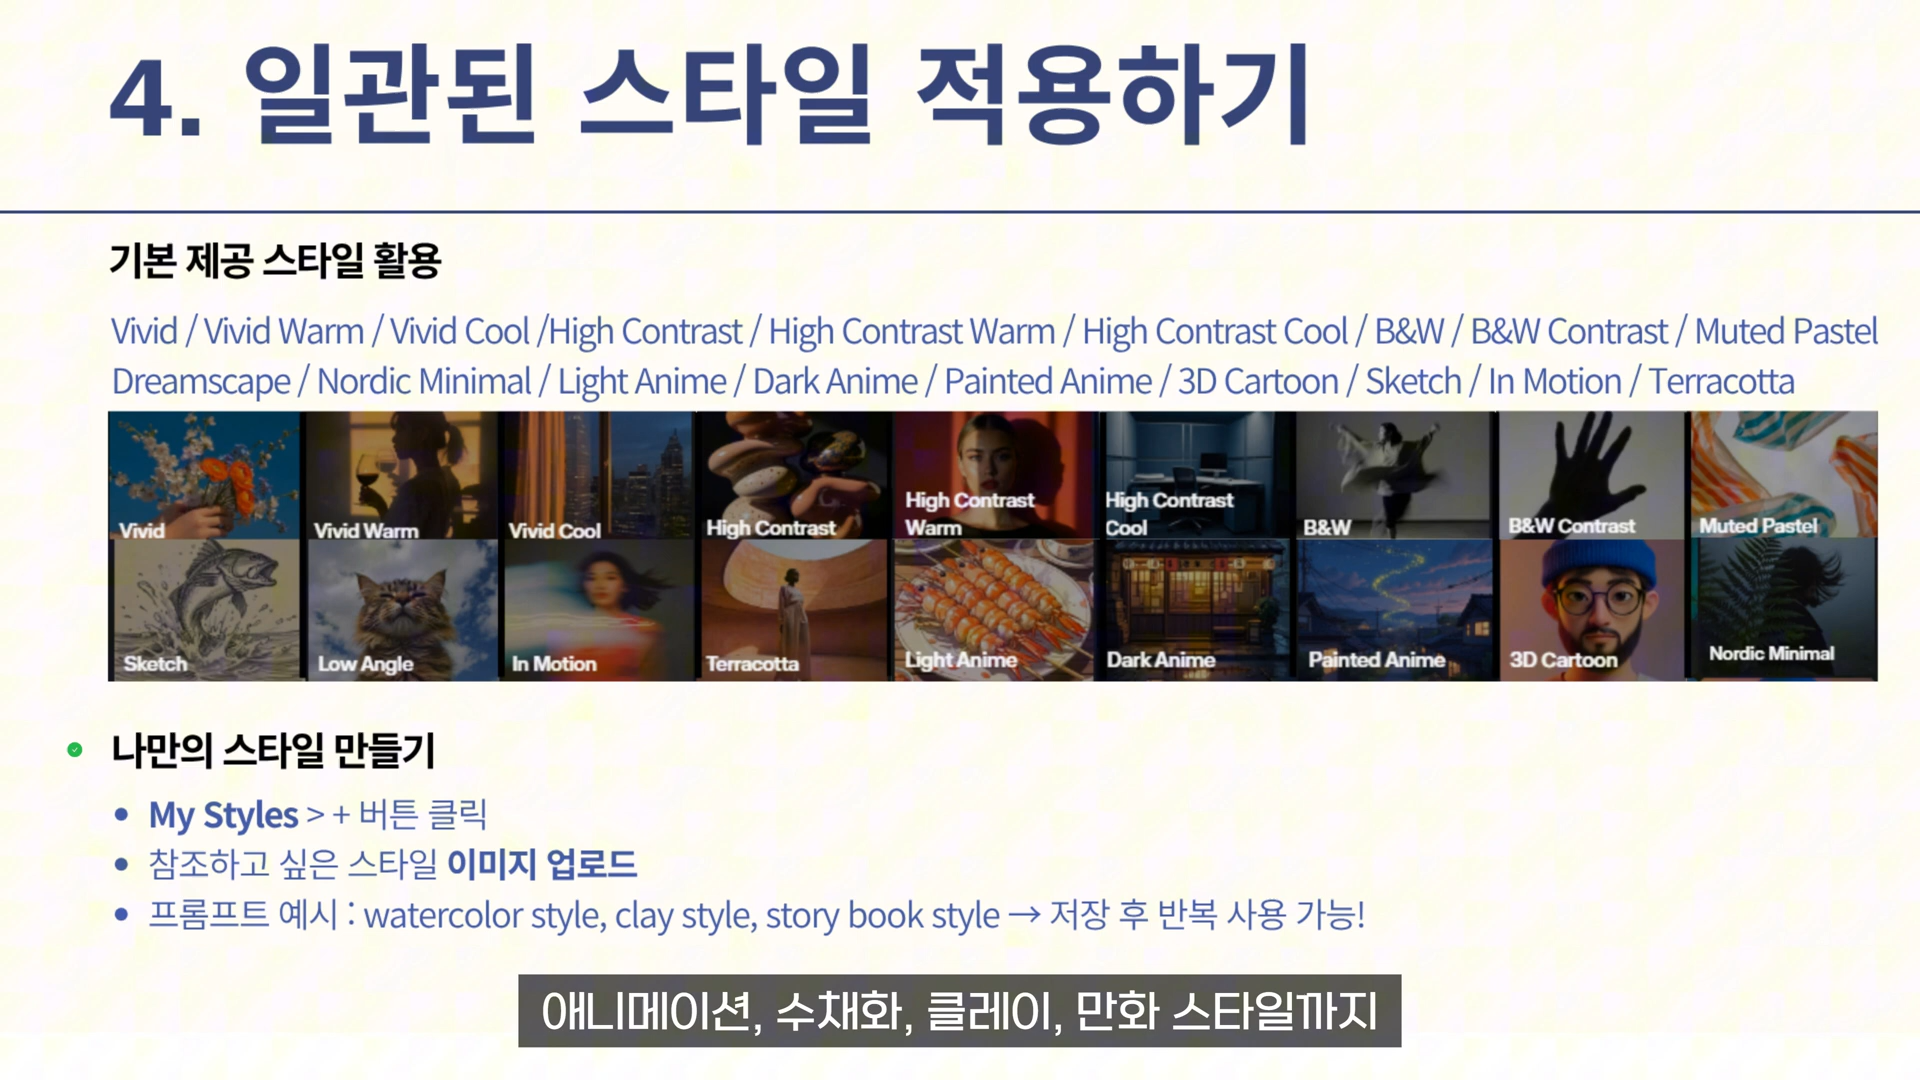 4. 일관된 스타일 적용하기
기본 제공 스타일 활용
Vivid / Vivid Warm / Vivid Cool /High Contrast / High Contrast Warm / High Contrast Cool / B&W / B&W Contrast / Muted Pastel
Dreamscape / Nordic Minimal / Light Anime / Dark Anime / Painted Anime / 3D Cartoon / Sketch / In Motion / Terracotta
Vivid
Vivid Warm
Vivid Cool
High Contrast
High Contrast
Warm
High Contrast
Cool
B&W
B&W Contrast
Muted Pastel
Sketch
Low Angle
In Motion
Terracotta
Light Anime
Dark Anime
Painted Anime
3D Cartoon
Nordic Minimal
나만의 스타일 만들기
• My Styles > + 버튼 클릭
• 참조하고 싶은 스타일 이미지 업로드
• 프롬프트 예시 : watercolor style, clay style, story book style → 저장 후 반복 사용 가능!
애니메이션, 수채화, 클레이, 만화 스타일까지